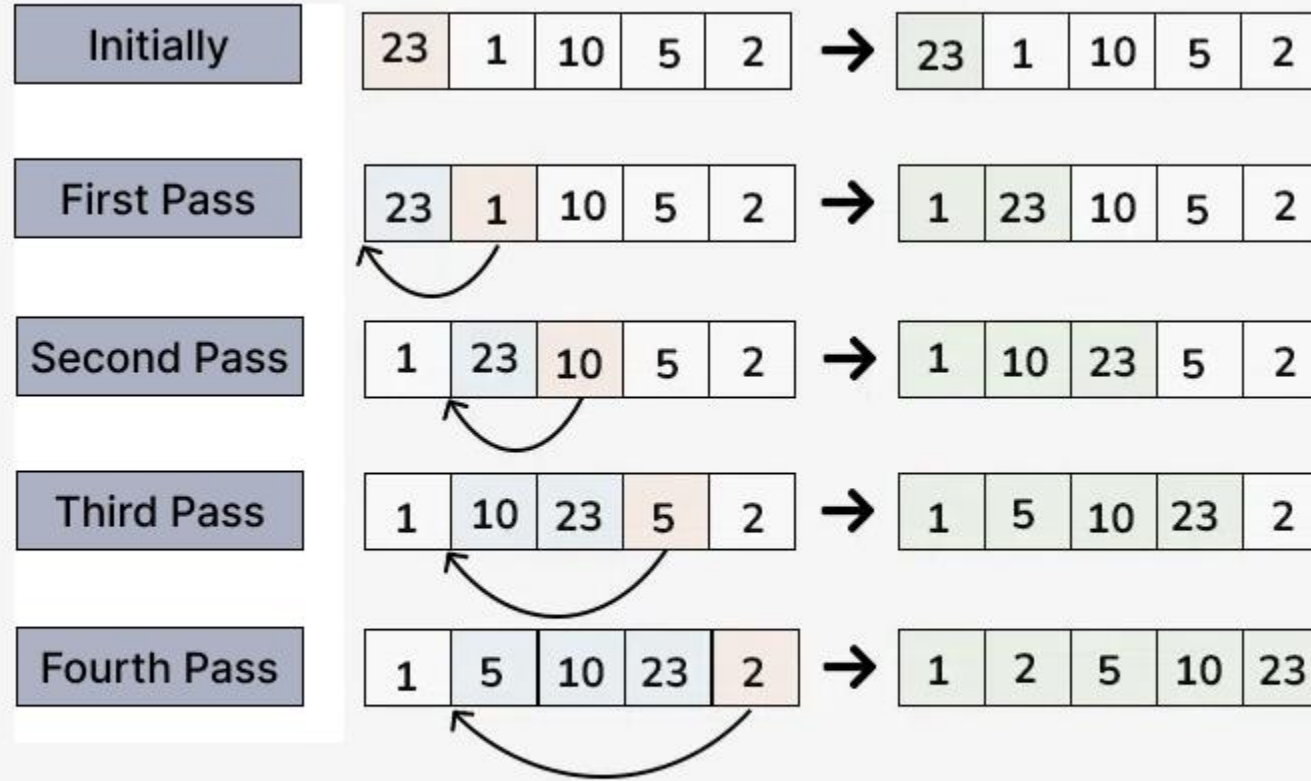 Initially 23 1 10 5 2 → 23 1 10 5 2
First Pass 23 1 10 5 2 → 1 23 10 5 2
Second Pass 1 23 10 5 2 → 1 10 23 5 2
Third Pass 1 10 23 5 2 → 1 5 10 23 2
Fourth Pass 1 5 10 23 2 → 1 2 5 10 23